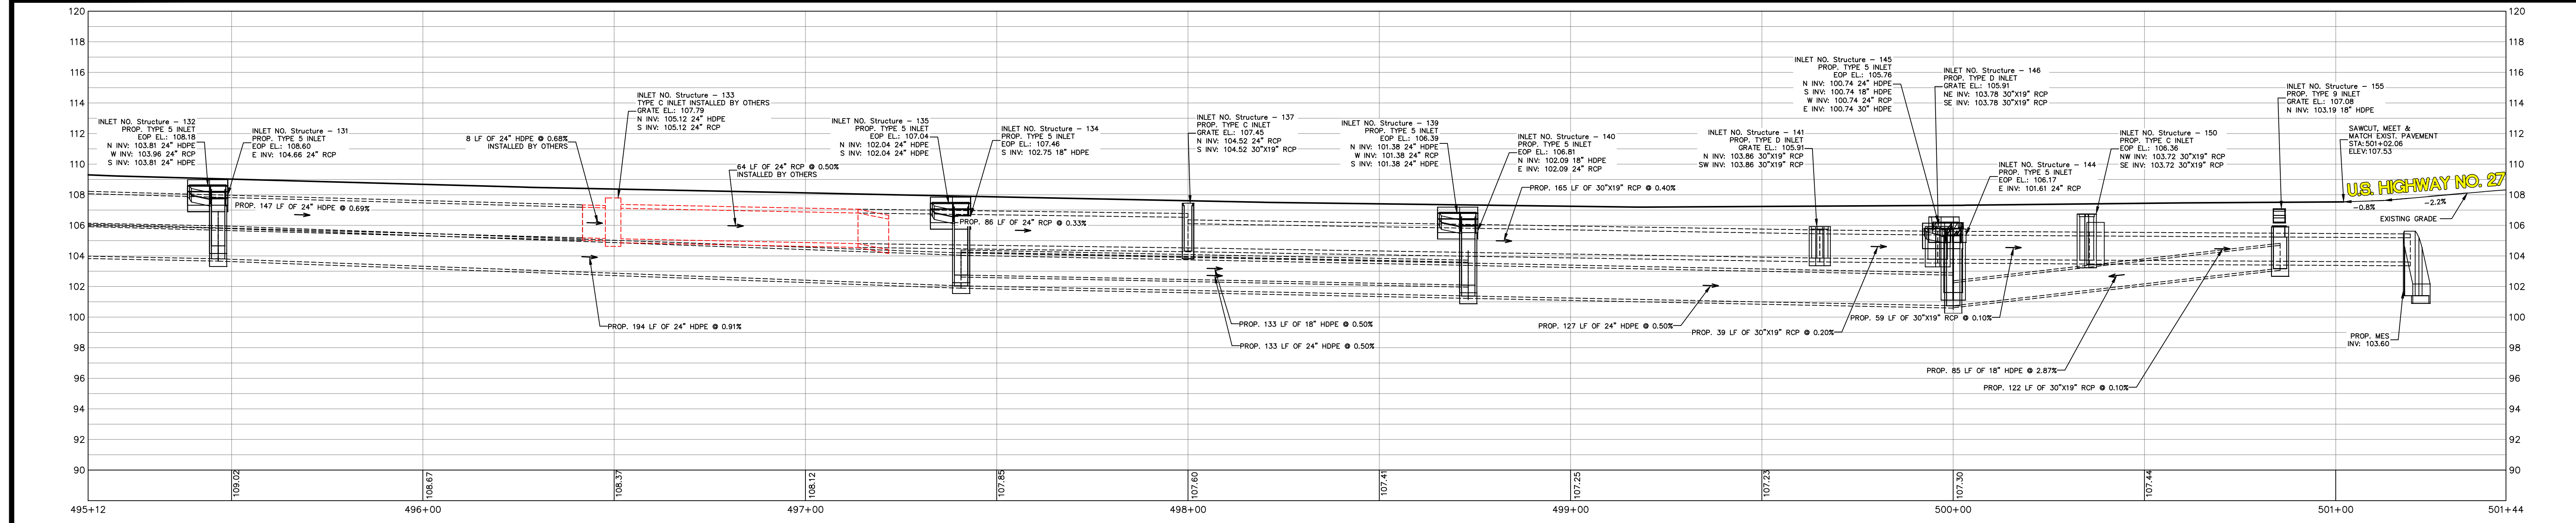 120
118
116
114
112
110
108
106
104
102
100
98
96
94
92
90
INLET NO. Structure - 132
PROP. TYPE 5 INLET
EOP EL.: 108.18
N INV: 103.81 24" HDPE
W INV: 103.96 24" RCP
S INV: 103.81 24" HDPE
INLET NO. Structure - 131
PROP. TYPE 5 INLET
EOP EL.: 108.60
E INV: 104.66 24" RCP
PROP. 147 LF OF 24" HDPE @ 0.69%
8 LF OF 24" HDPE @ 0.68%
INSTALLED BY OTHERS
INLET NO. Structure - 133
TYPE C INLET INSTALLED BY OTHERS
GRATE EL.: 107.79
N INV: 105.12 24" HDPE
S INV: 105.12 24" RCP
64 LF OF 24" RCP @ 0.50%
INSTALLED BY OTHERS
PROP. 194 LF OF 24" HDPE @ 0.91%
INLET NO. Structure - 135
PROP. TYPE 5 INLET
EOP EL.: 107.04
N INV: 102.04 24" HDPE
S INV: 102.04 24" HDPE
INLET NO. Structure - 134
PROP. TYPE 5 INLET
EOP EL.: 107.46
S INV: 102.75 18" HDPE
PROP. 86 LF OF 24" RCP @ 0.33%
INLET NO. Structure - 137
PROP. TYPE C INLET
GRATE EL.: 107.45
N INV: 104.52 24" RCP
S INV: 104.52 30"X19" RCP
PROP. 133 LF OF 18" HDPE @ 0.50%
PROP. 133 LF OF 24" HDPE @ 0.50%
INLET NO. Structure - 139
PROP. TYPE 5 INLET
EOP EL.: 106.39
N INV: 101.38 24" HDPE
W INV: 101.38 24" RCP
S INV: 101.38 24" HDPE
INLET NO. Structure - 140
PROP. TYPE 5 INLET
EOP EL.: 106.81
N INV: 102.09 18" HDPE
E INV: 102.09 24" RCP
PROP. 165 LF OF 30"X19" RCP @ 0.40%
PROP. 127 LF OF 24" HDPE @ 0.50%
INLET NO. Structure - 141
PROP. TYPE D INLET
GRATE EL.: 105.91
N INV: 103.86 30"X19" RCP
SW INV: 103.86 30"X19" RCP
PROP. 39 LF OF 30"X19" RCP @ 0.20%
INLET NO. Structure - 145
PROP. TYPE 5 INLET
EOP EL.: 105.76
N INV: 100.74 24" HDPE
S INV: 100.74 18" HDPE
W INV: 100.74 24" RCP
E INV: 100.74 30" HDPE
INLET NO. Structure - 146
PROP. TYPE D INLET
GRATE EL.: 105.91
NE INV: 103.78 30"X19" RCP
SE INV: 103.78 30"X19" RCP
INLET NO. Structure - 144
PROP. TYPE 5 INLET
EOP EL.: 106.17
E INV: 101.61 24" RCP
PROP. 59 LF OF 30"X19" RCP @ 0.10%
INLET NO. Structure - 150
PROP. TYPE C INLET
EOP EL.: 106.36
NW INV: 103.72 30"X19" RCP
SE INV: 103.72 30"X19" RCP
PROP. 85 LF OF 18" HDPE @ 2.87%
PROP. 122 LF OF 30"X19" RCP @ 0.10%
INLET NO. Structure - 155
PROP. TYPE 9 INLET
GRATE EL.: 107.08
N INV: 103.19 18" HDPE
SAWCUT, MEET &
MATCH EXIST. PAVEMENT
STA:501+02.06
ELEV:107.53
U.S. HIGHWAY NO. 27
-0.8%
-2.2%
EXISTING GRADE
PROP. MES
INV: 103.60
120
118
116
114
112
110
108
106
104
102
100
98
96
94
92
90
109.02
108.67
108.37
108.12
107.85
107.60
107.41
107.25
107.23
107.30
107.44
495+12
496+00
497+00
498+00
499+00
500+00
501+00
501+44